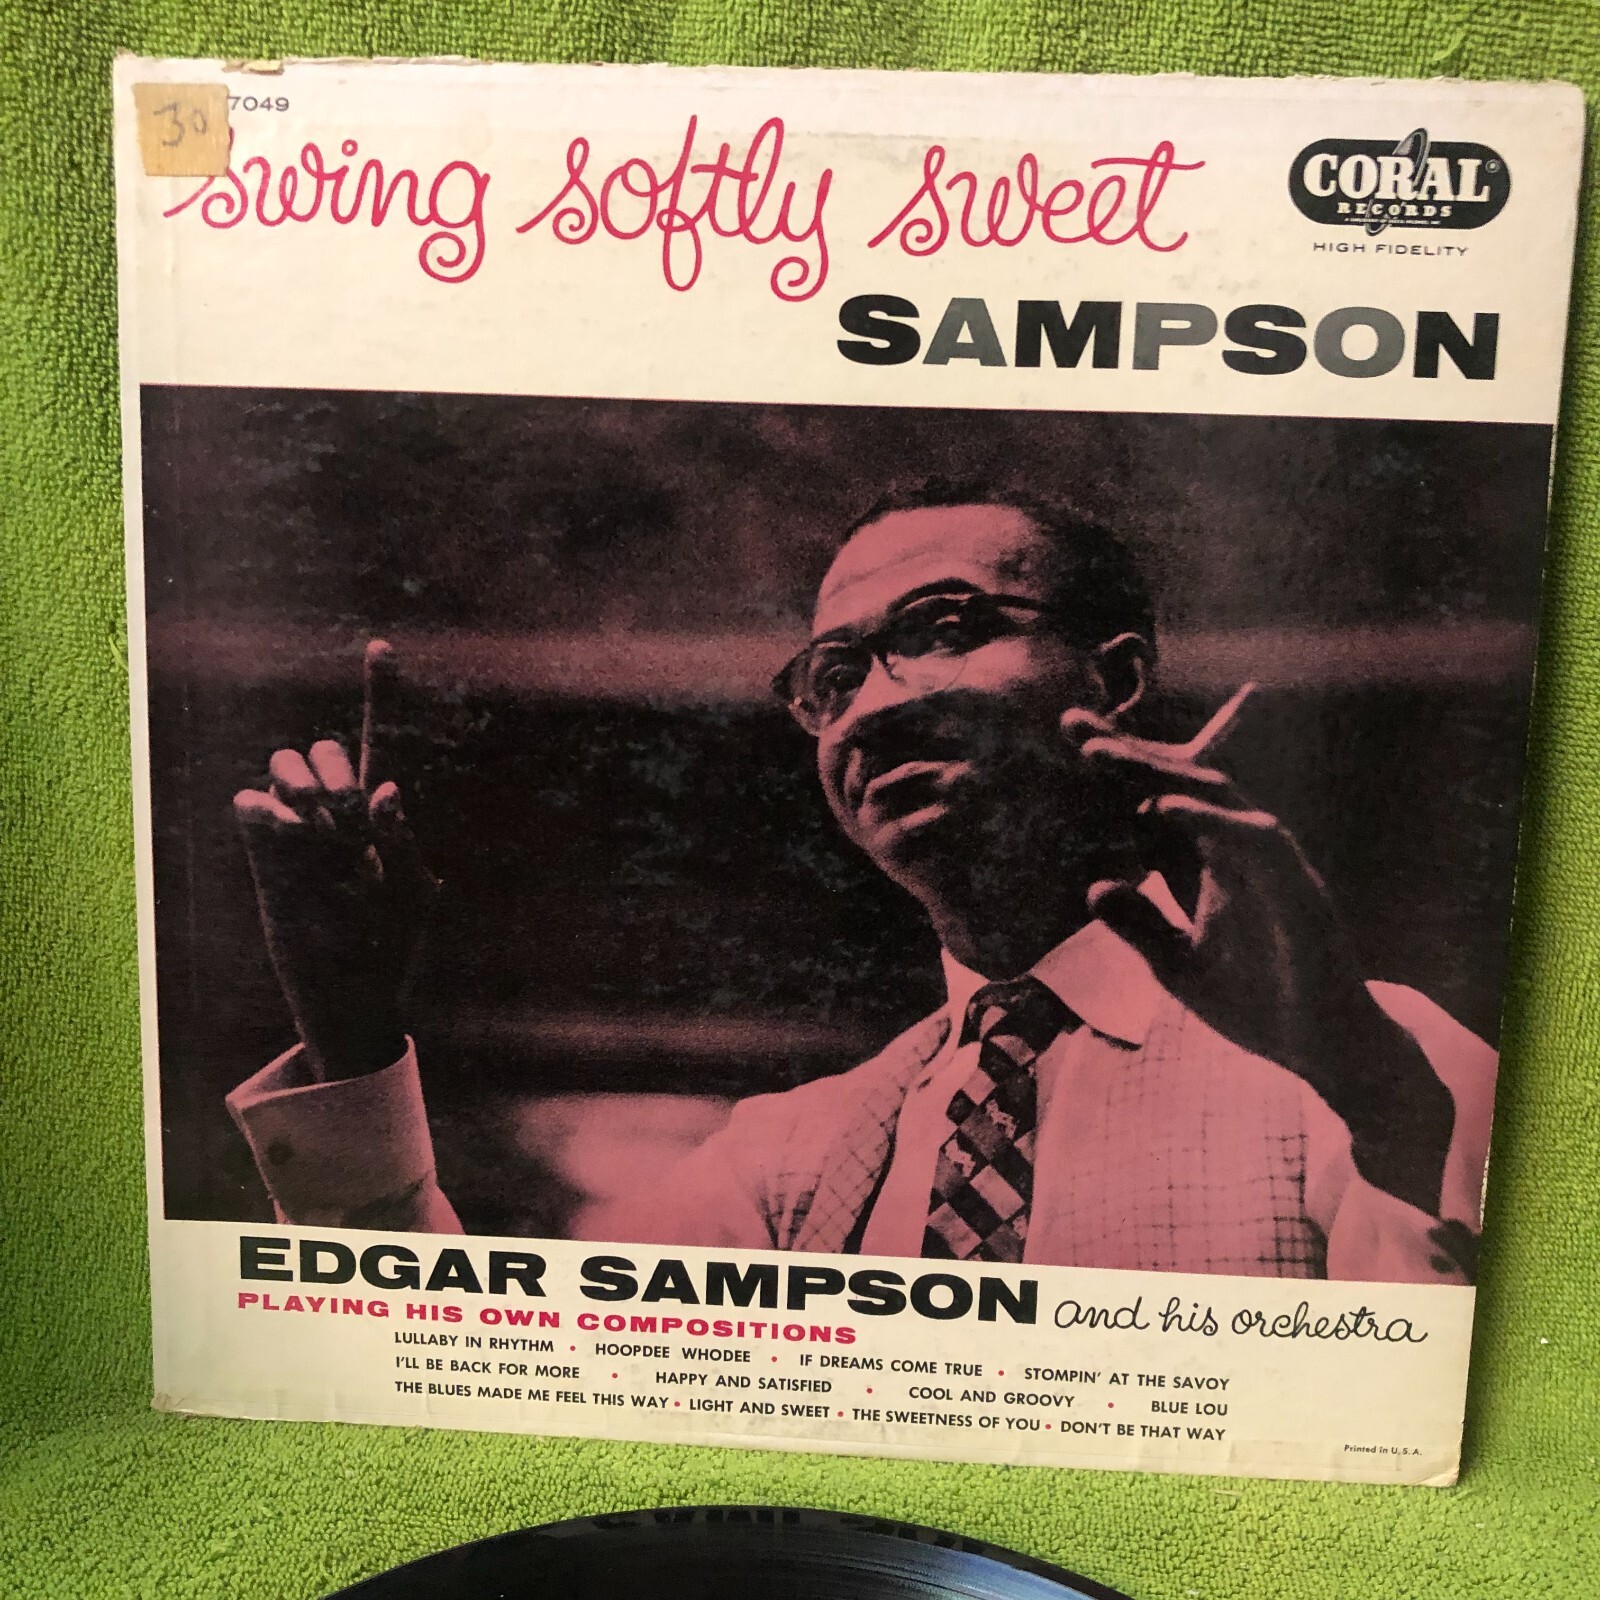 30
7049
swing softly sweet
CORAL®
RECORDS
HIGH FIDELITY
SAMPSON
EDGAR SAMPSON and his orchestra
PLAYING HIS OWN COMPOSITIONS
LULLABY IN RHYTHM • HOOPDEE WHODEE • IF DREAMS COME TRUE • STOMPIN' AT THE SAVOY
I'LL BE BACK FOR MORE • HAPPY AND SATISFIED • COOL AND GROOVY • BLUE LOU
THE BLUES MADE ME FEEL THIS WAY • LIGHT AND SWEET • THE SWEETNESS OF YOU • DON'T BE THAT WAY
Printed in U.S.A.